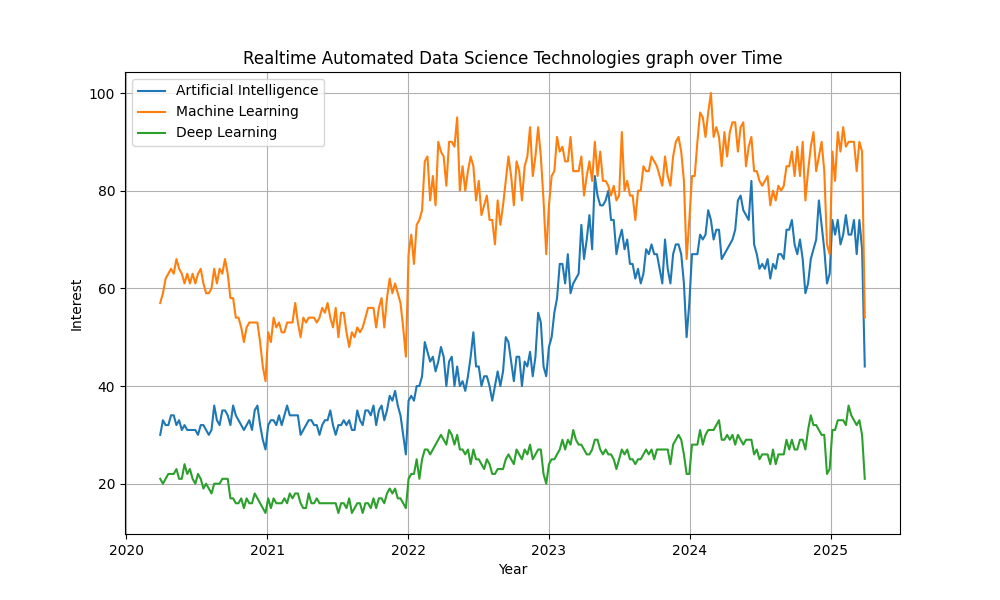 Realtime Automated Data Science Technologies graph over Time
Artificial Intelligence
Machine Learning
Deep Learning
100
80
60
40
20
Interest
2020 2021 2022 2023 2024 2025
Year